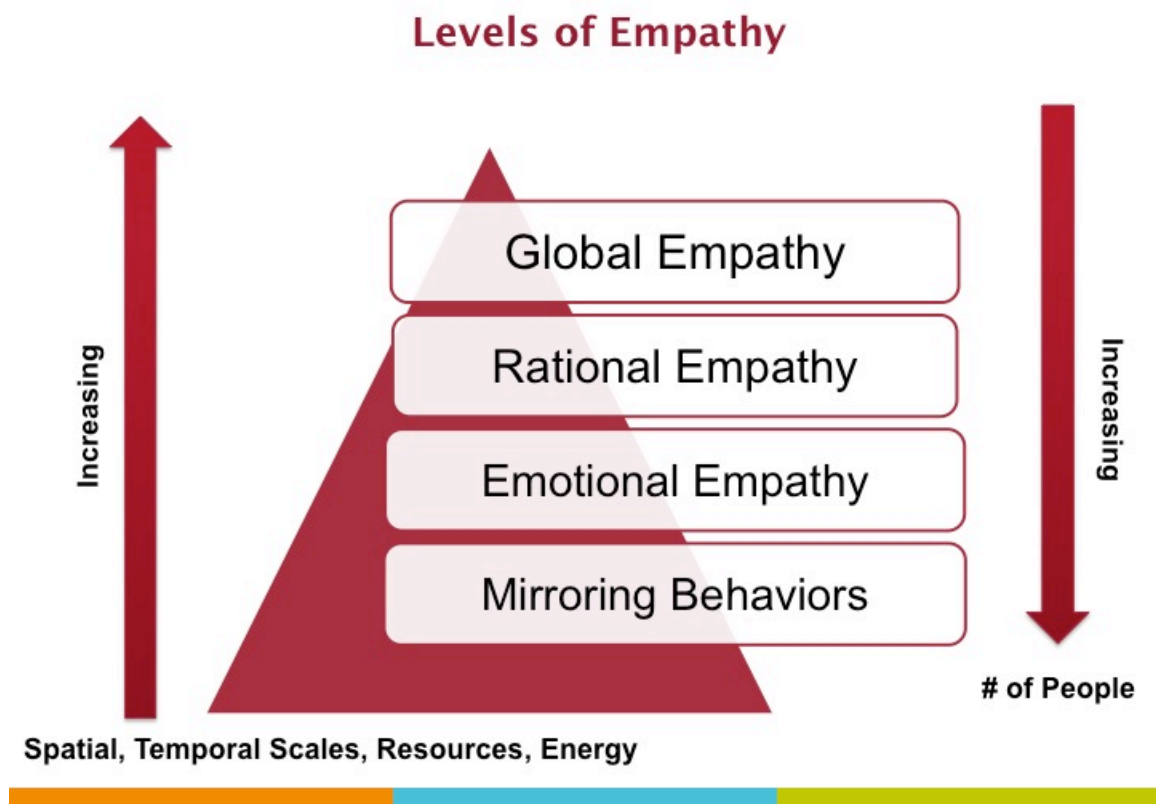 Levels of Empathy
Global Empathy
Rational Empathy
Emotional Empathy
Mirroring Behaviors
Increasing
Increasing
# of People
Spatial, Temporal Scales, Resources, Energy